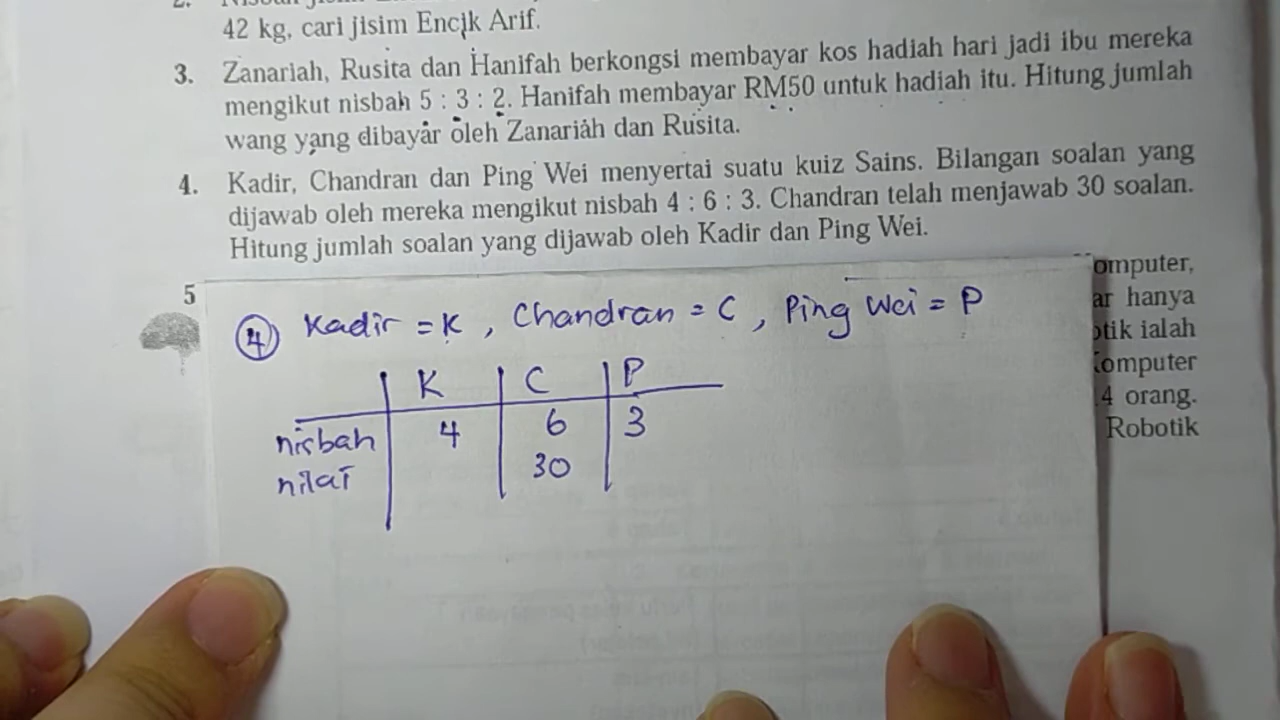 42 kg, cari jisim Encik Arif.
3. Zanariah, Rusita dan Hanifah berkongsi membayar kos hadiah hari jadi ibu mereka
mengikut nisbah 5 : 3 : 2. Hanifah membayar RM50 untuk hadiah itu. Hitung jumlah
wang yang dibayar oleh Zanariah dan Rusita.
4. Kadir, Chandran dan Ping Wei menyertai suatu kuiz Sains. Bilangan soalan yang
dijawab oleh mereka mengikut nisbah 4 : 6 : 3. Chandran telah menjawab 30 soalan.
Hitung jumlah soalan yang dijawab oleh Kadir dan Ping Wei.
5
omputer,
ar hanya
otik ialah
omputer
4 orang.
Robotik
4 Kadir = K, Chandran = C, Ping Wei = P
K C P
nisbah 4 6 3
nilai 30